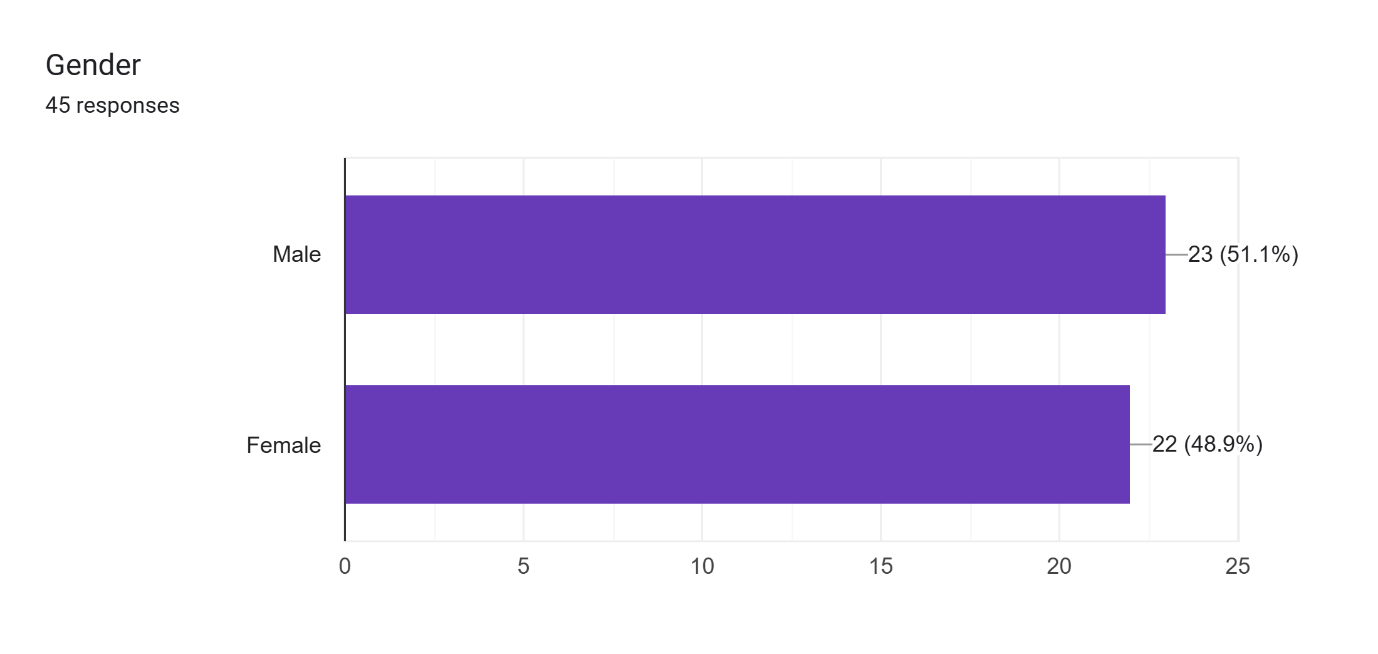 Gender
45 responses
Male
23 (51.1%)
Female
22 (48.9%)
0 5 10 15 20 25